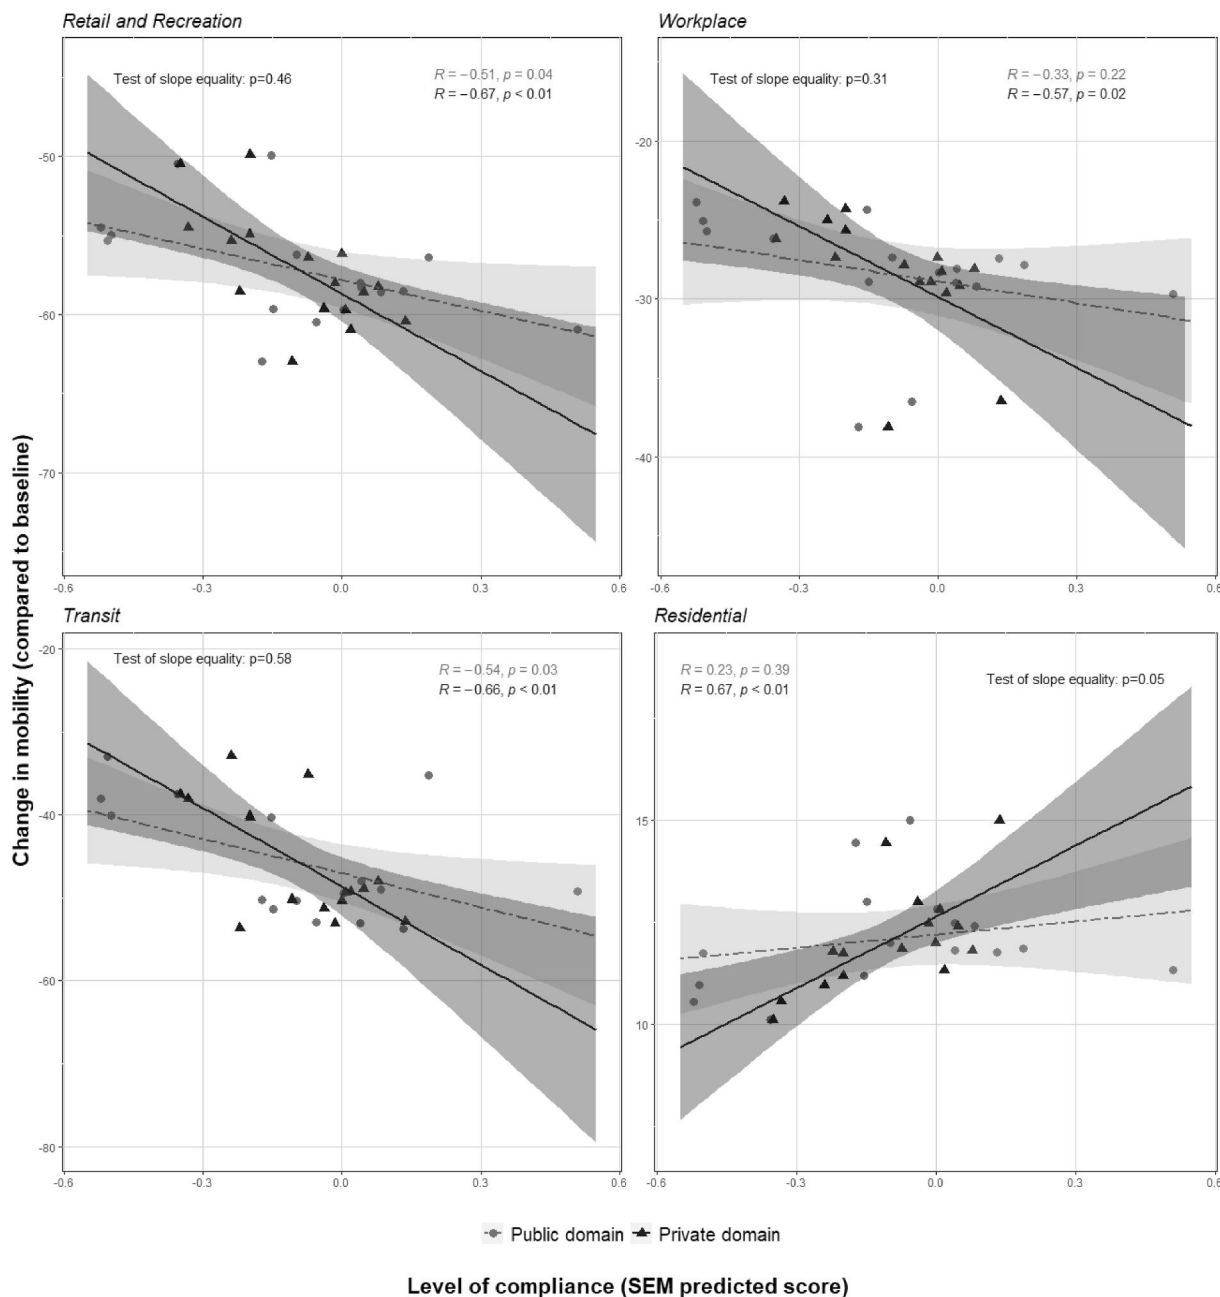 Retail and Recreation
Test of slope equality: p=0.46
R = −0.51, p = 0.04
R = −0.67, p < 0.01
-50
-60
-70
-0.6 -0.3 0.0 0.3 0.6
Workplace
Test of slope equality: p=0.31
R = −0.33, p = 0.22
R = −0.57, p = 0.02
-20
-30
-40
-0.6 -0.3 0.0 0.3 0.6
Change in mobility (compared to baseline)
Transit
Test of slope equality: p=0.58
R = −0.54, p = 0.03
R = −0.66, p < 0.01
-20
-40
-60
-80
-0.6 -0.3 0.0 0.3 0.6
Residential
R = 0.23, p = 0.39
R = 0.67, p < 0.01
Test of slope equality: p=0.05
15
10
-0.6 -0.3 0.0 0.3 0.6
Public domain Private domain
Level of compliance (SEM predicted score)